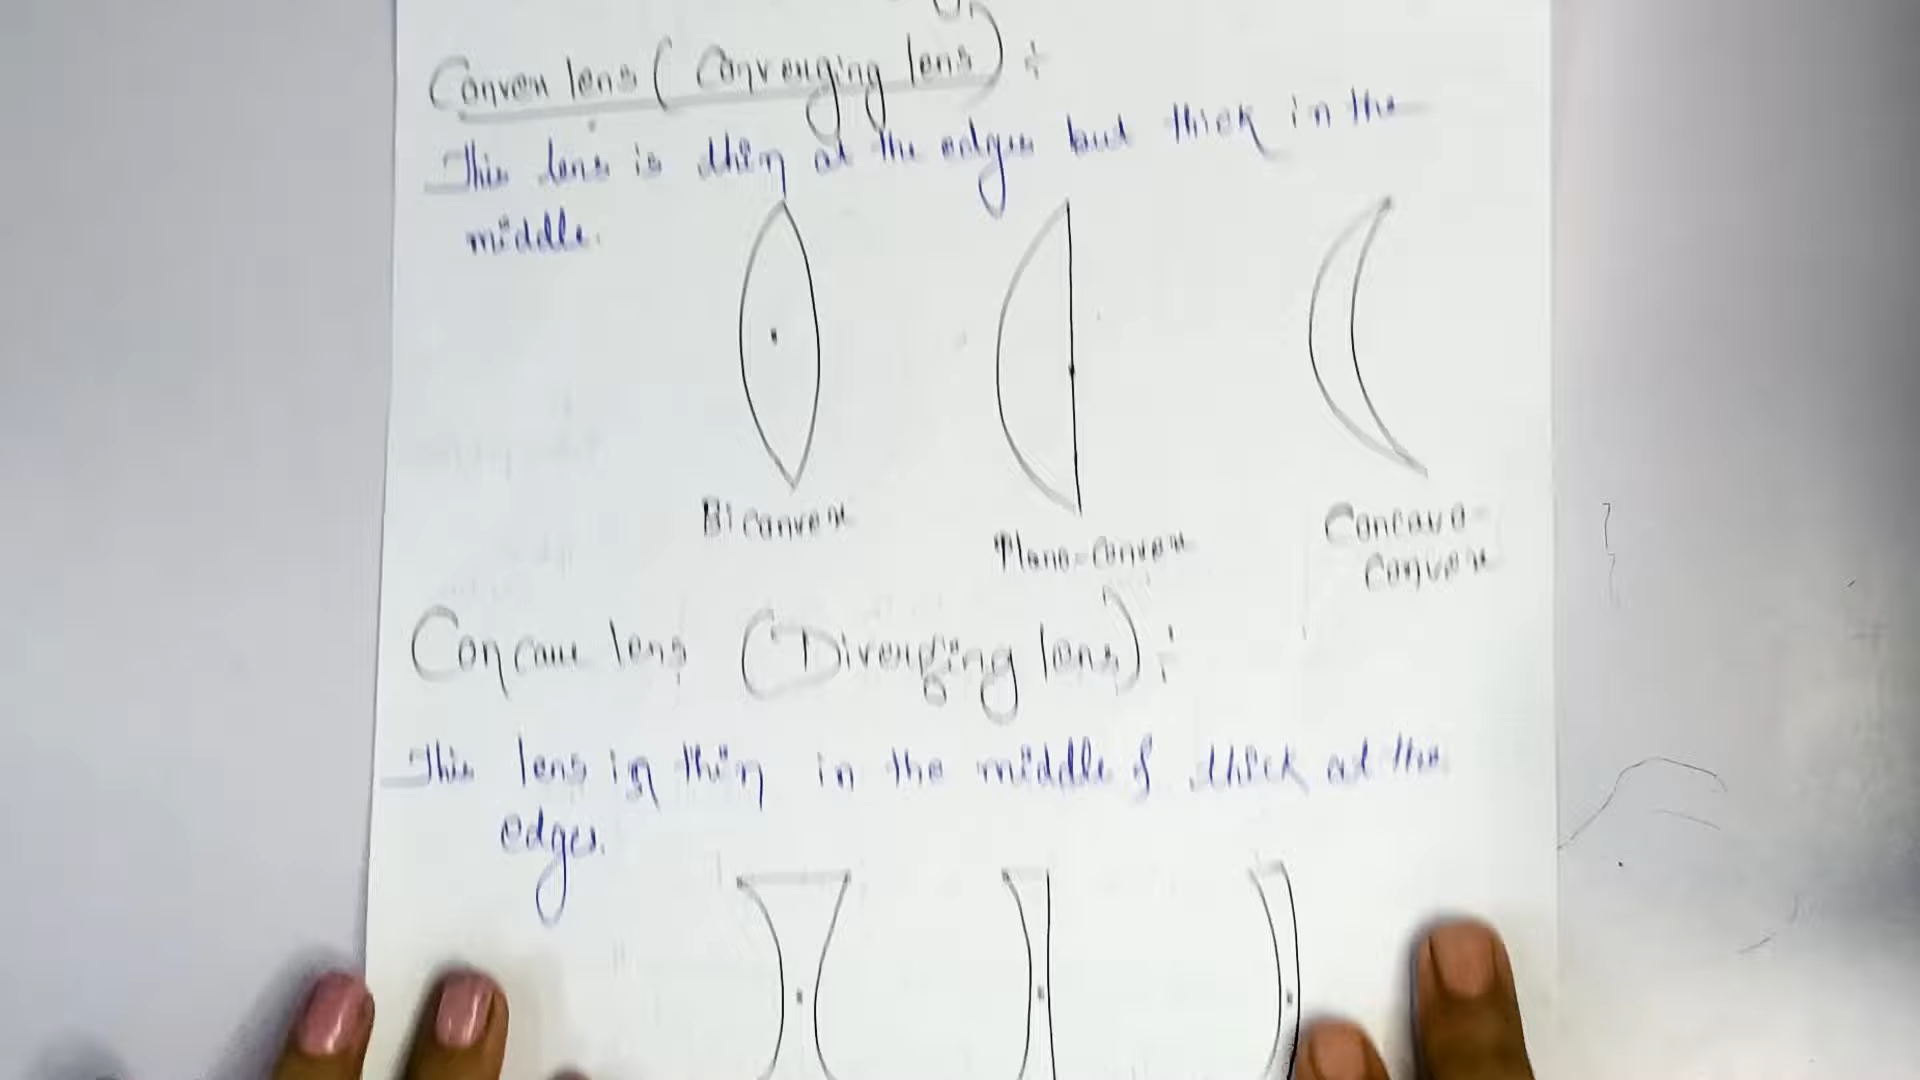 Convex lens (Converging lens) ÷
This lens is thin at the edges but thick in the
middle.
Biconvex
Plano-convex
Concavo-
convex
Concave lens (Diverging lens) ÷
This lens is thin in the middle & thick at the
edges.